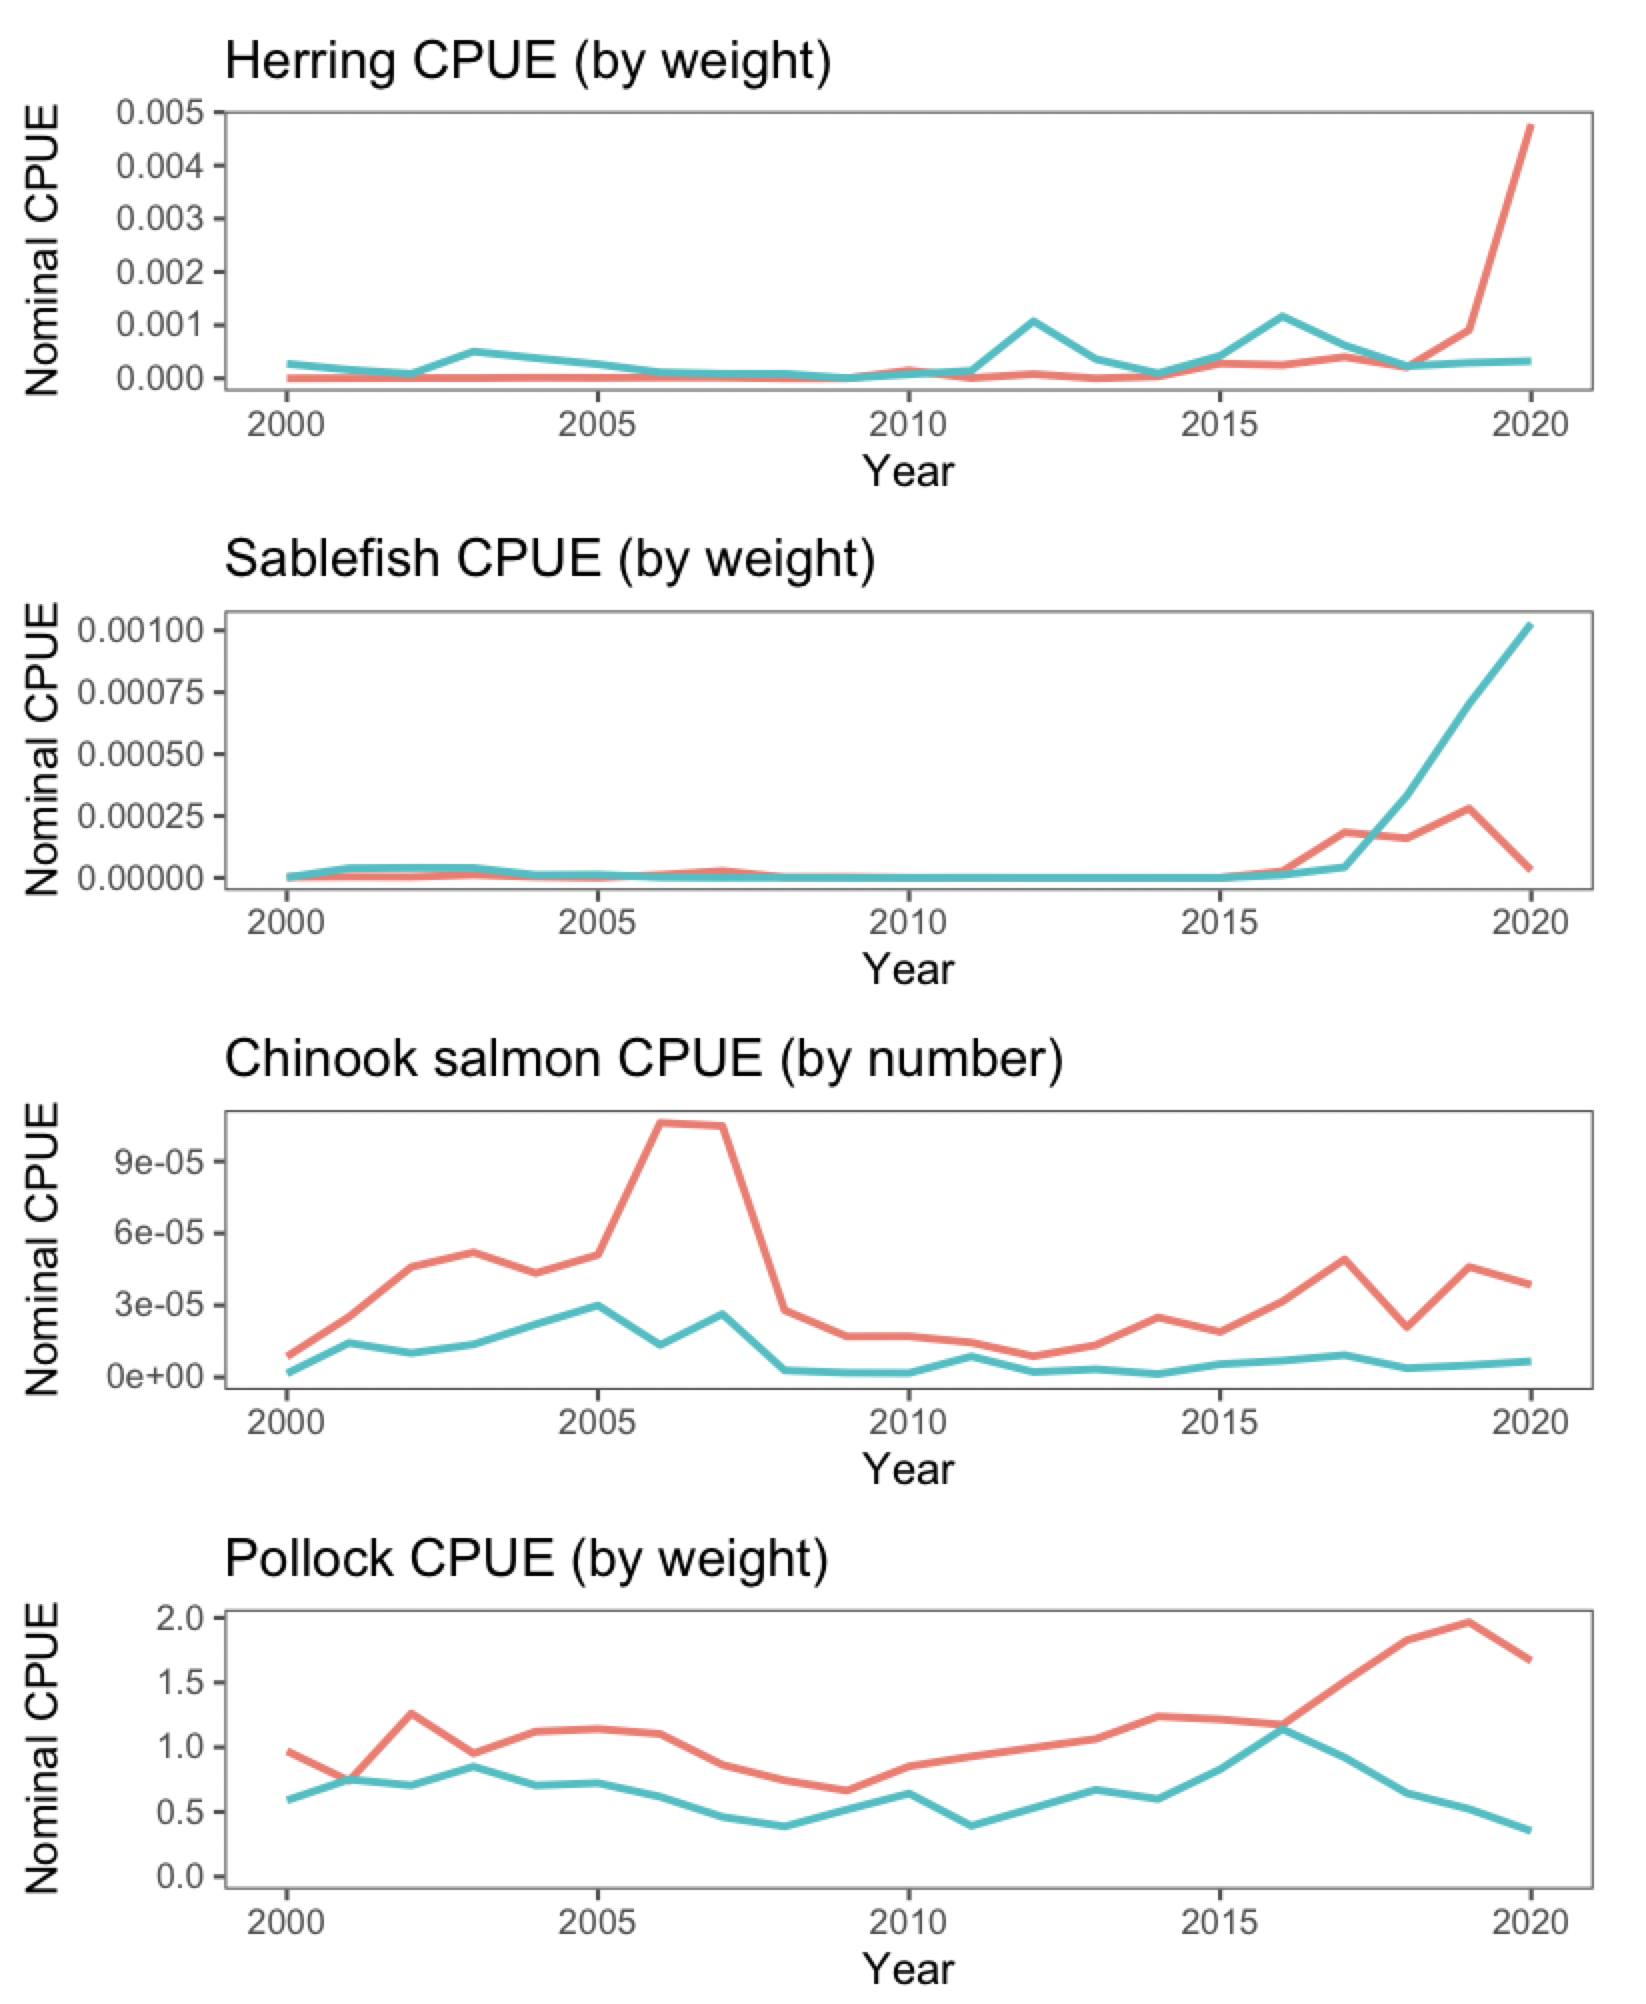 Herring CPUE (by weight)
Nominal CPUE
0.005
0.004
0.003
0.002
0.001
0.000
2000 2005 2010 2015 2020
Year
Sablefish CPUE (by weight)
Nominal CPUE
0.00100
0.00075
0.00050
0.00025
0.00000
2000 2005 2010 2015 2020
Year
Chinook salmon CPUE (by number)
Nominal CPUE
9e-05
6e-05
3e-05
0e+00
2000 2005 2010 2015 2020
Year
Pollock CPUE (by weight)
Nominal CPUE
2.0
1.5
1.0
0.5
0.0
2000 2005 2010 2015 2020
Year